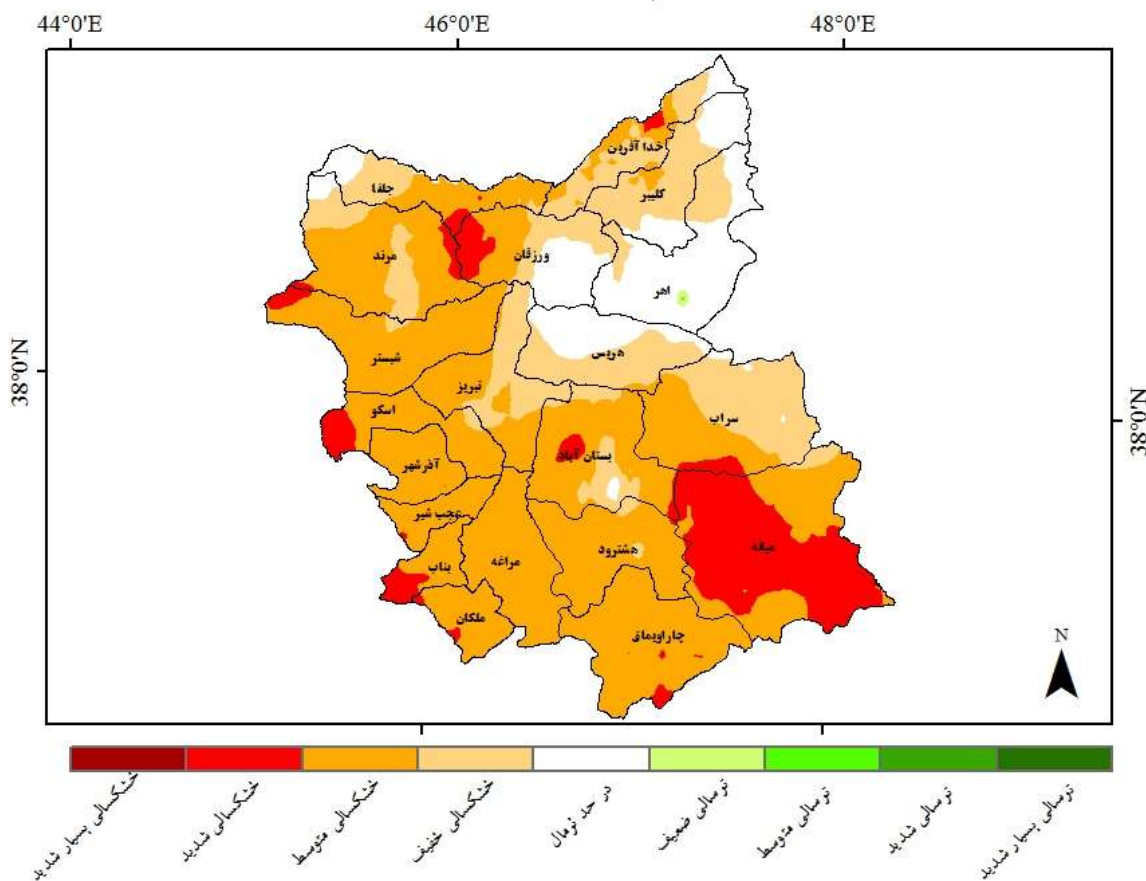 44°0'E 46°0'E 48°0'E
خدا آفرین
کلیبر
جلفا
ورزقان
مرند
اهر
هریس
شبستر
تبریز
38°0'N
38°0'N
اسکو
سراب
بستان آباد
آذرشهر
عجب شیر
میانه
هشترود
مراغه
بناب
ملکان
چاراویماق
N
خشکسالی بسیار شدید
خشکسالی شدید
خشکسالی متوسط
خشکسالی خفیف
در حد نرمال
ترسالی ضعیف
ترسالی متوسط
ترسالی شدید
ترسالی بسیار شدید